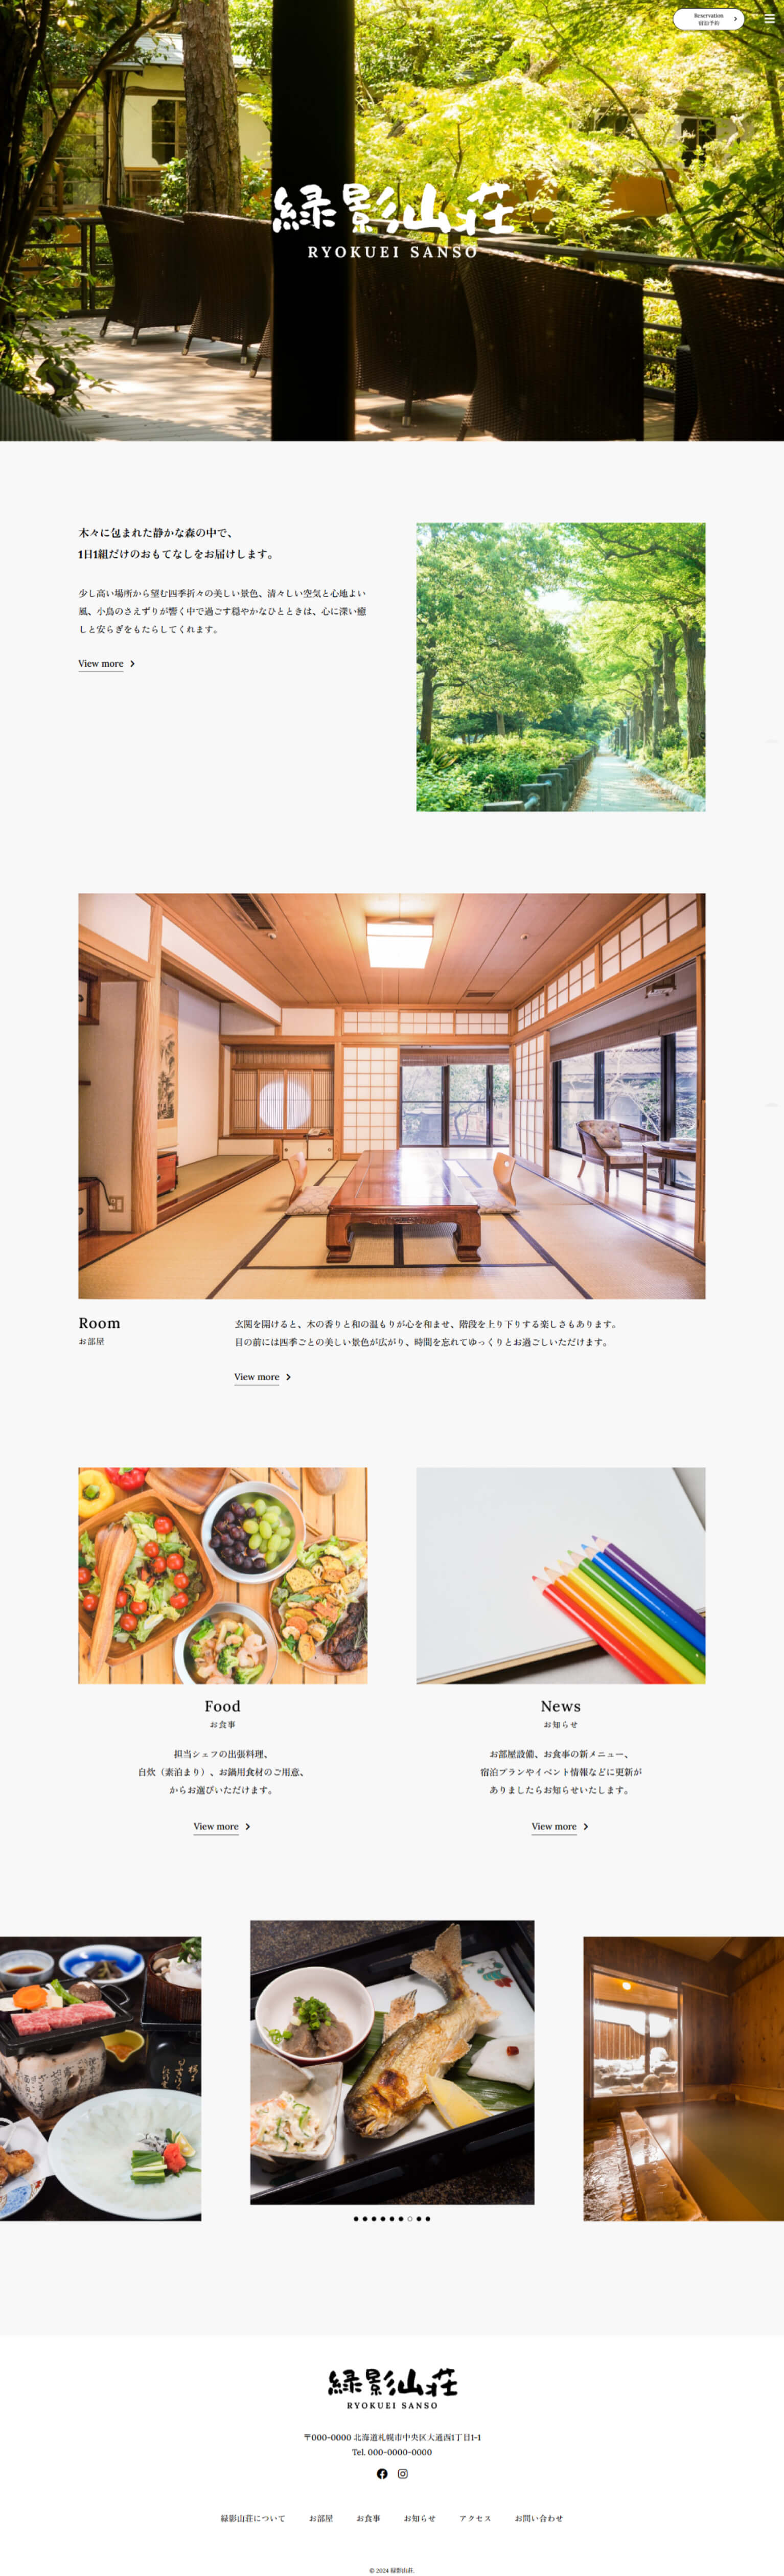 Reservation
宿泊予約
緑影山荘
RYOKUEI SANSO
木々に包まれた静かな森の中で、
1日1組だけのおもてなしをお届けします。
少し高い場所から望む四季折々の美しい景色、清々しい空気と心地よい
風、小鳥のさえずりが響く中で過ごす穏やかなひとときは、心に深い癒
しと安らぎをもたらしてくれます。
View more
Room
お部屋
玄関を開けると、木の香りと和の温もりが心を和ませ、階段を上り下りする楽しさもあります。
目の前には四季ごとの美しい景色が広がり、時間を忘れてゆっくりとお過ごしいただけます。
View more
Food
お食事
担当シェフの出張料理、
自炊（素泊まり）、お鍋用食材のご用意、
からお選びいただけます。
View more
News
お知らせ
お部屋設備、お食事の新メニュー、
宿泊プランやイベント情報などに更新が
ありましたらお知らせいたします。
View more
緑影山荘
RYOKUEI SANSO
〒000-0000 北海道札幌市中央区大通西1丁目1-1
Tel. 000-0000-0000
緑影山荘について お部屋 お食事 お知らせ アクセス お問い合わせ
© 2024 緑影山荘.